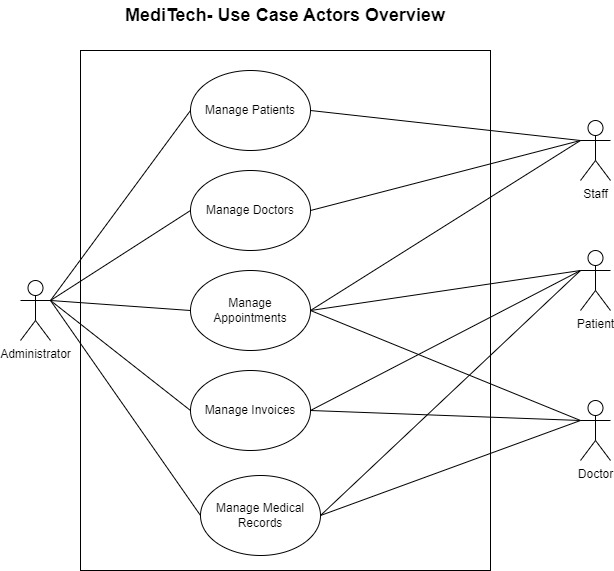 MediTech- Use Case Actors Overview
Manage Patients
Staff
Manage Doctors
Manage
Appointments
Patient
Administrator
Manage Invoices
Doctor
Manage Medical
Records